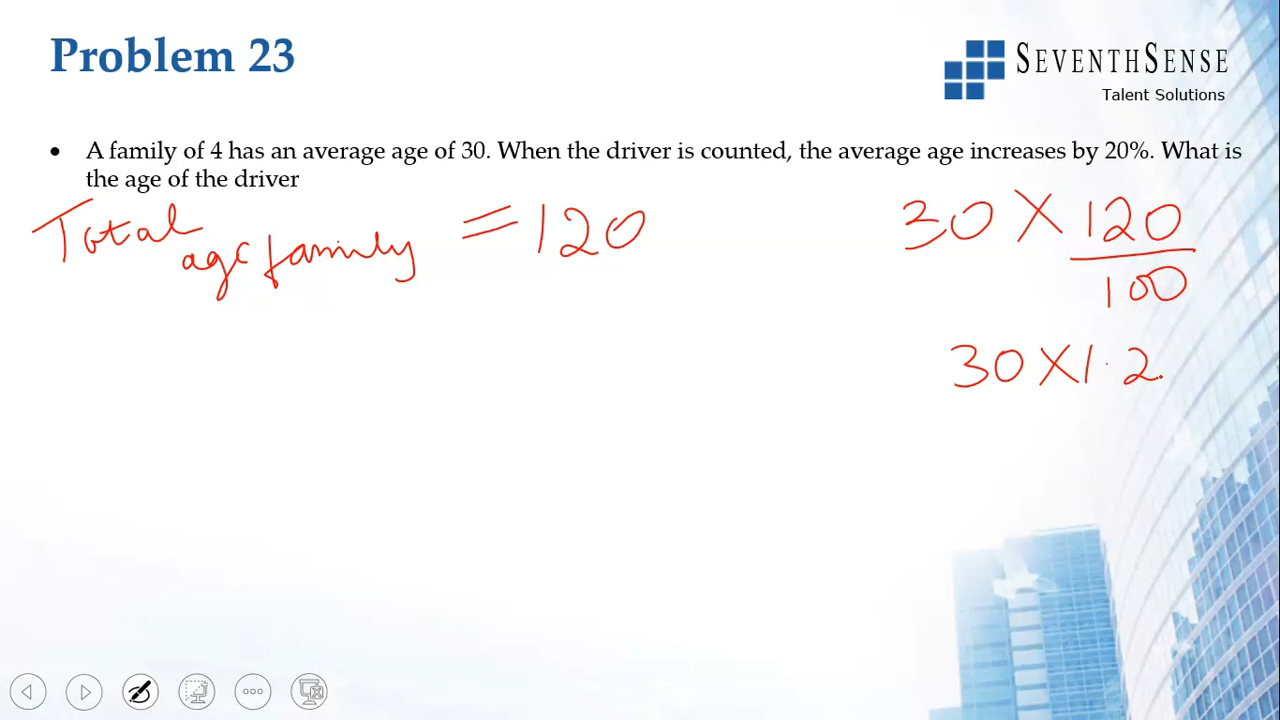 Problem 23
SEVENTHSENSE
Talent Solutions
• A family of 4 has an average age of 30. When the driver is counted, the average age increases by 20%. What is
the age of the driver
Total age family = 120
30 × 120/100
30 × 1.2